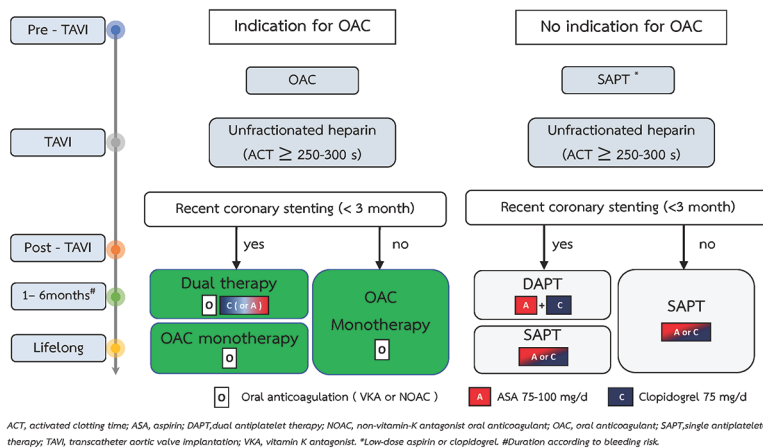 Indication for OAC
No indication for OAC
Pre - TAVI
OAC
SAPT *
TAVI
Unfractionated heparin
(ACT ≥ 250-300 s)
Unfractionated heparin
(ACT ≥ 250-300 s)
Recent coronary stenting (< 3 month)
Recent coronary stenting (<3 month)
yes
no
yes
no
Post - TAVI
1– 6months#
Lifelong
Dual therapy
O C ( or A )
OAC monotherapy
O
OAC
Monotherapy
O
DAPT
A + C
SAPT
A or C
SAPT
A or C
O Oral anticoagulation ( VKA or NOAC )
A ASA 75-100 mg/d
C Clopidogrel 75 mg/d
ACT, activated clotting time; ASA, aspirin; DAPT,dual antiplatelet therapy; NOAC, non-vitamin-K antagonist oral anticoagulant; OAC, oral anticoagulant; SAPT,single antiplatelet
therapy; TAVI, transcatheter aortic valve implantation; VKA, vitamin K antagonist. *Low-dose aspirin or clopidogrel. #Duration according to bleeding risk.